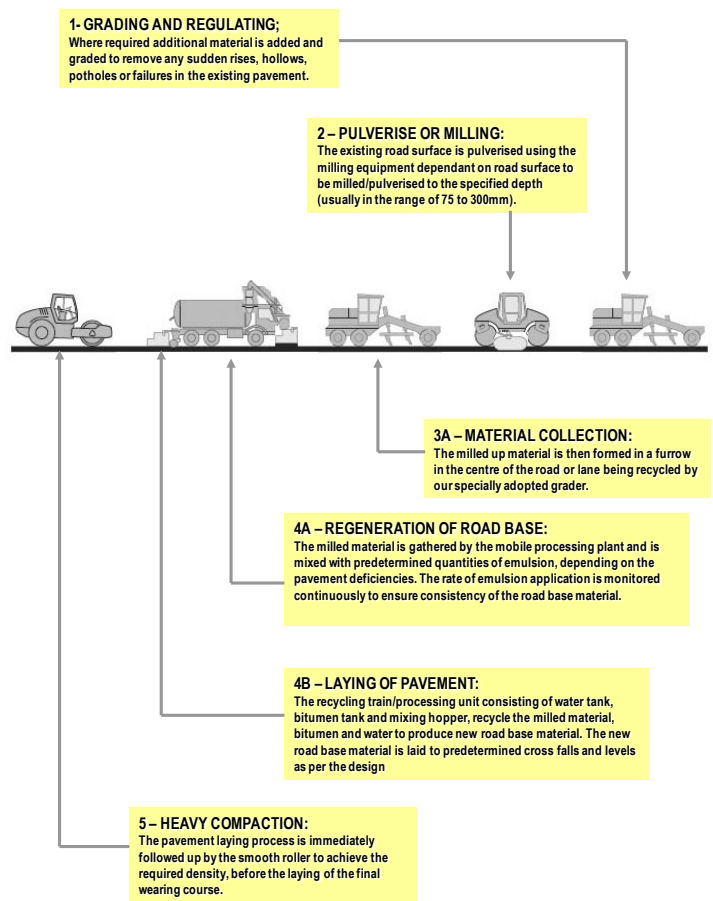 1- GRADING AND REGULATING;
Where required additional material is added and
graded to remove any sudden rises, hollows,
potholes or failures in the existing pavement.
2 – PULVERISE OR MILLING:
The existing road surface is pulverised using the
milling equipment dependant on road surface to
be milled/pulverised to the specified depth
(usually in the range of 75 to 300mm).
3A – MATERIAL COLLECTION:
The milled up material is then formed in a furrow
in the centre of the road or lane being recycled by
our specially adopted grader.
4A – REGENERATION OF ROAD BASE:
The milled material is gathered by the mobile processing plant and is
mixed with predetermined quantities of emulsion, depending on the
pavement deficiencies. The rate of emulsion application is monitored
continuously to ensure consistency of the road base material.
4B – LAYING OF PAVEMENT:
The recycling train/processing unit consisting of water tank,
bitumen tank and mixing hopper, recycle the milled material,
bitumen and water to produce new road base material. The new
road base material is laid to predetermined cross falls and levels
as per the design
5 – HEAVY COMPACTION:
The pavement laying process is immediately
followed up by the smooth roller to achieve the
required density, before the laying of the final
wearing course.